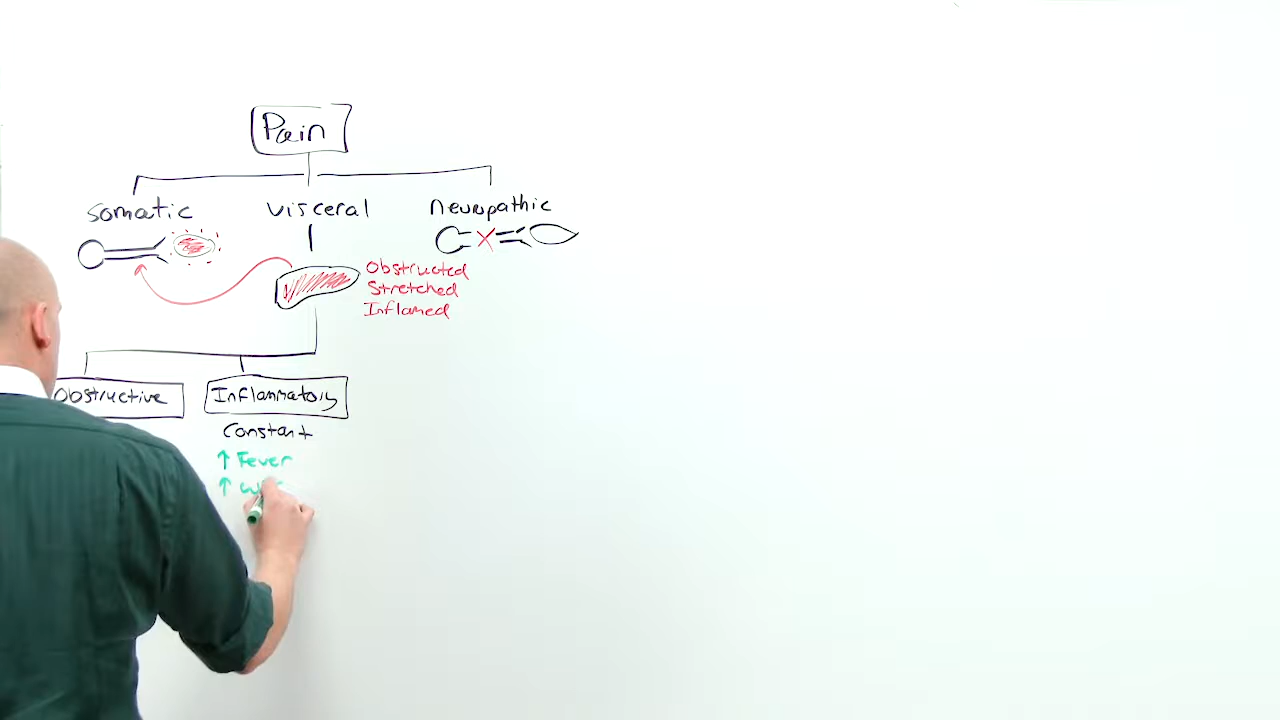 Pain
somatic visceral neuropathic
Obstructed
Stretched
Inflamed
Obstructive Inflammatory
Constant
↑ Fever
↑